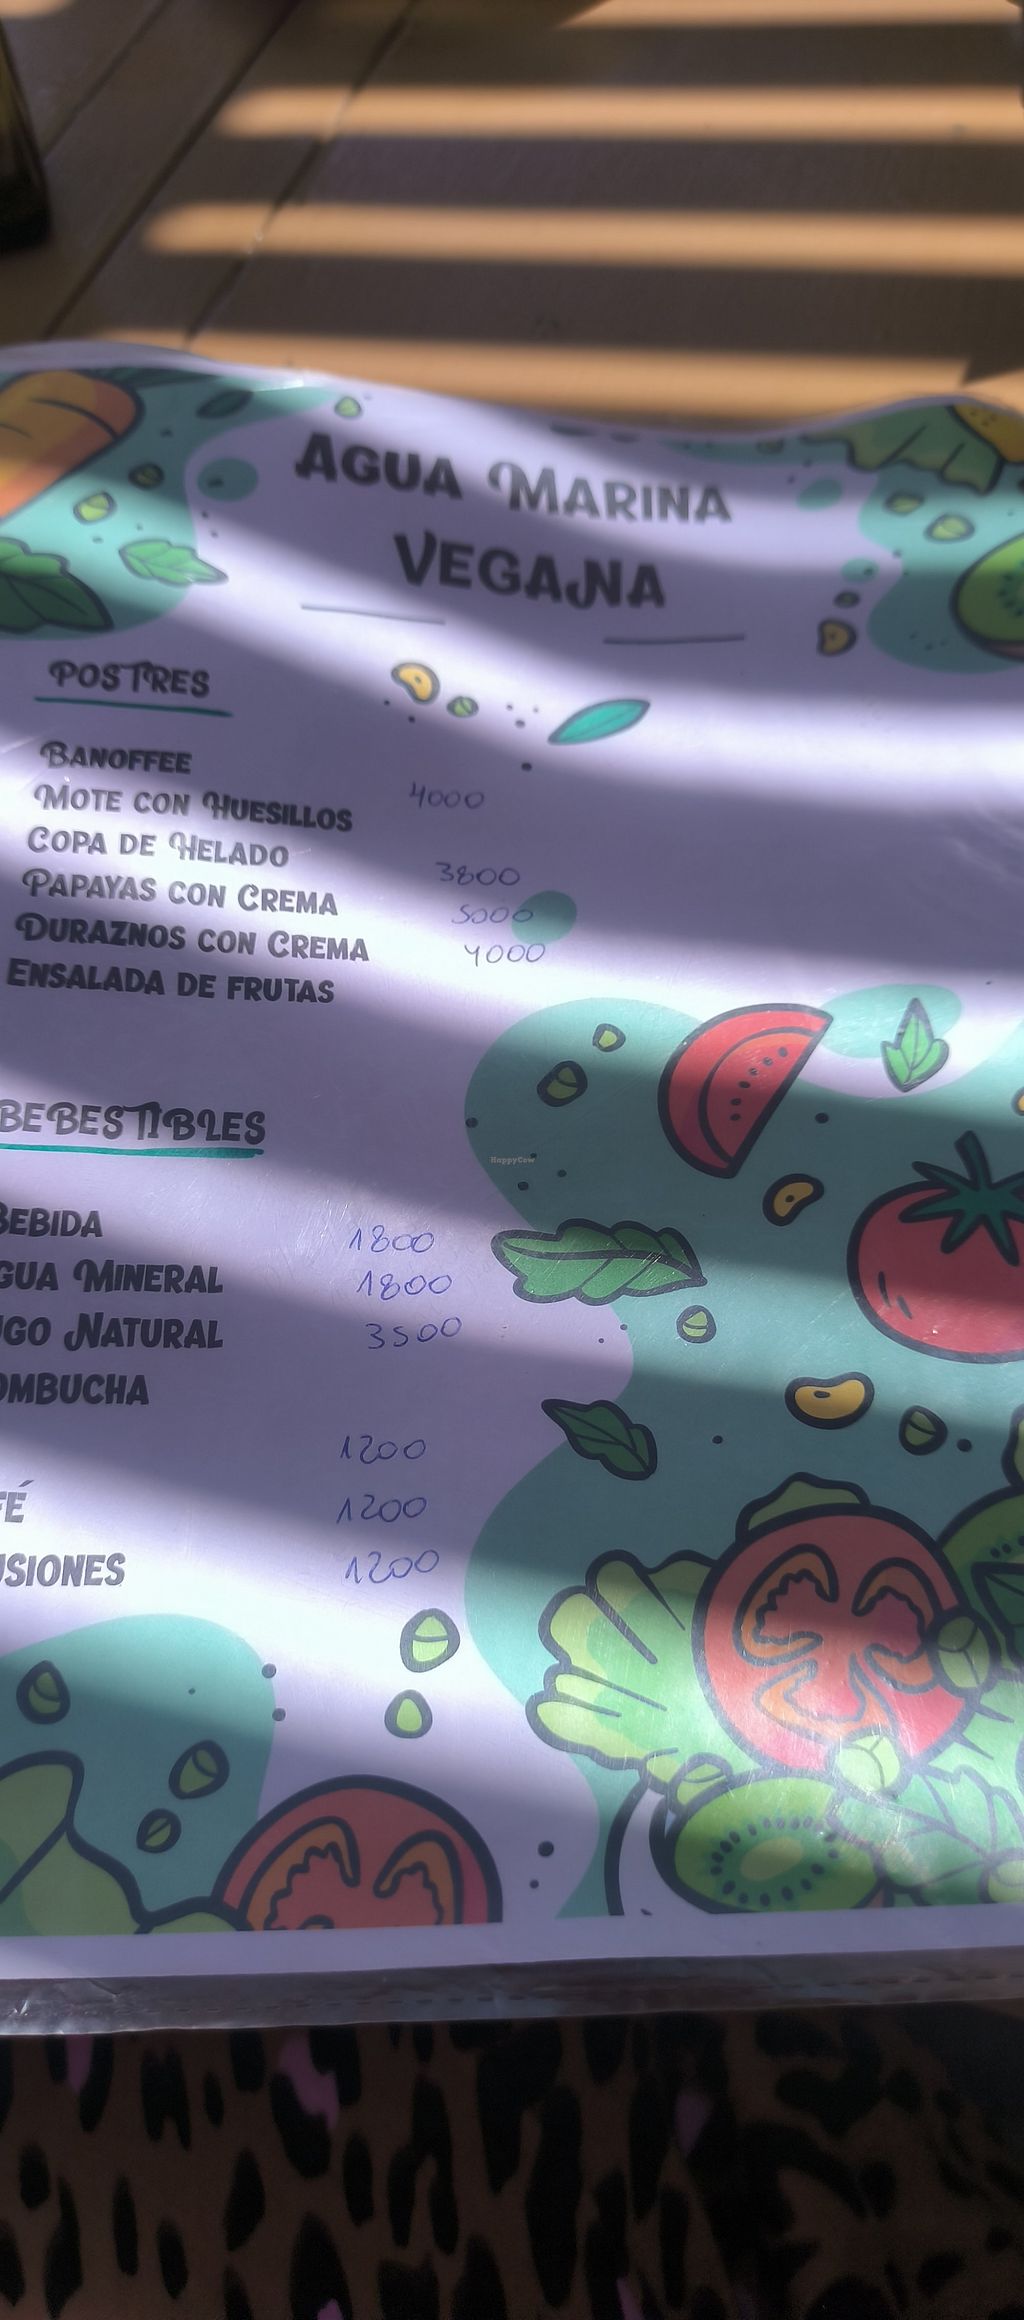 AGUA MARINA
VEGANA
POSTRES
BANOFFEE
MOTE CON HUESILLOS 4000
COPA DE HELADO
PAPAYAS CON CREMA 3800
DURAZNOS CON CREMA 5000
ENSALADA DE FRUTAS 4000
BEBESTIBLES
BEBIDA 1800
GUA MINERAL 1800
UGO NATURAL 3500
OMBUCHA
1200
FÉ 1200
USIONES 1200
HappyCow